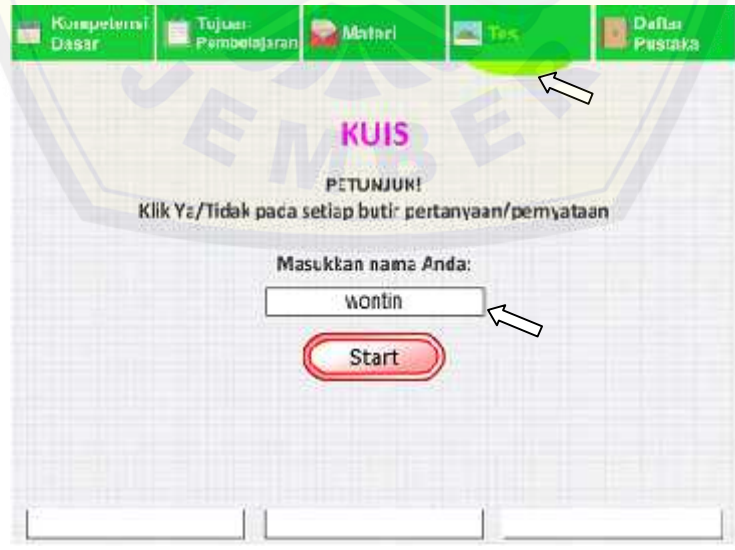 Kompetensi
Dasar
Tujuan
Pembelajaran
Materi
Tes
Daftar
Pustaka
JEMBER
KUIS
PETUNJUK!
Klik Ya/Tidak pada setiap butir pertanyaan/pernyataan
Masukkan nama Anda:
wontin
Start